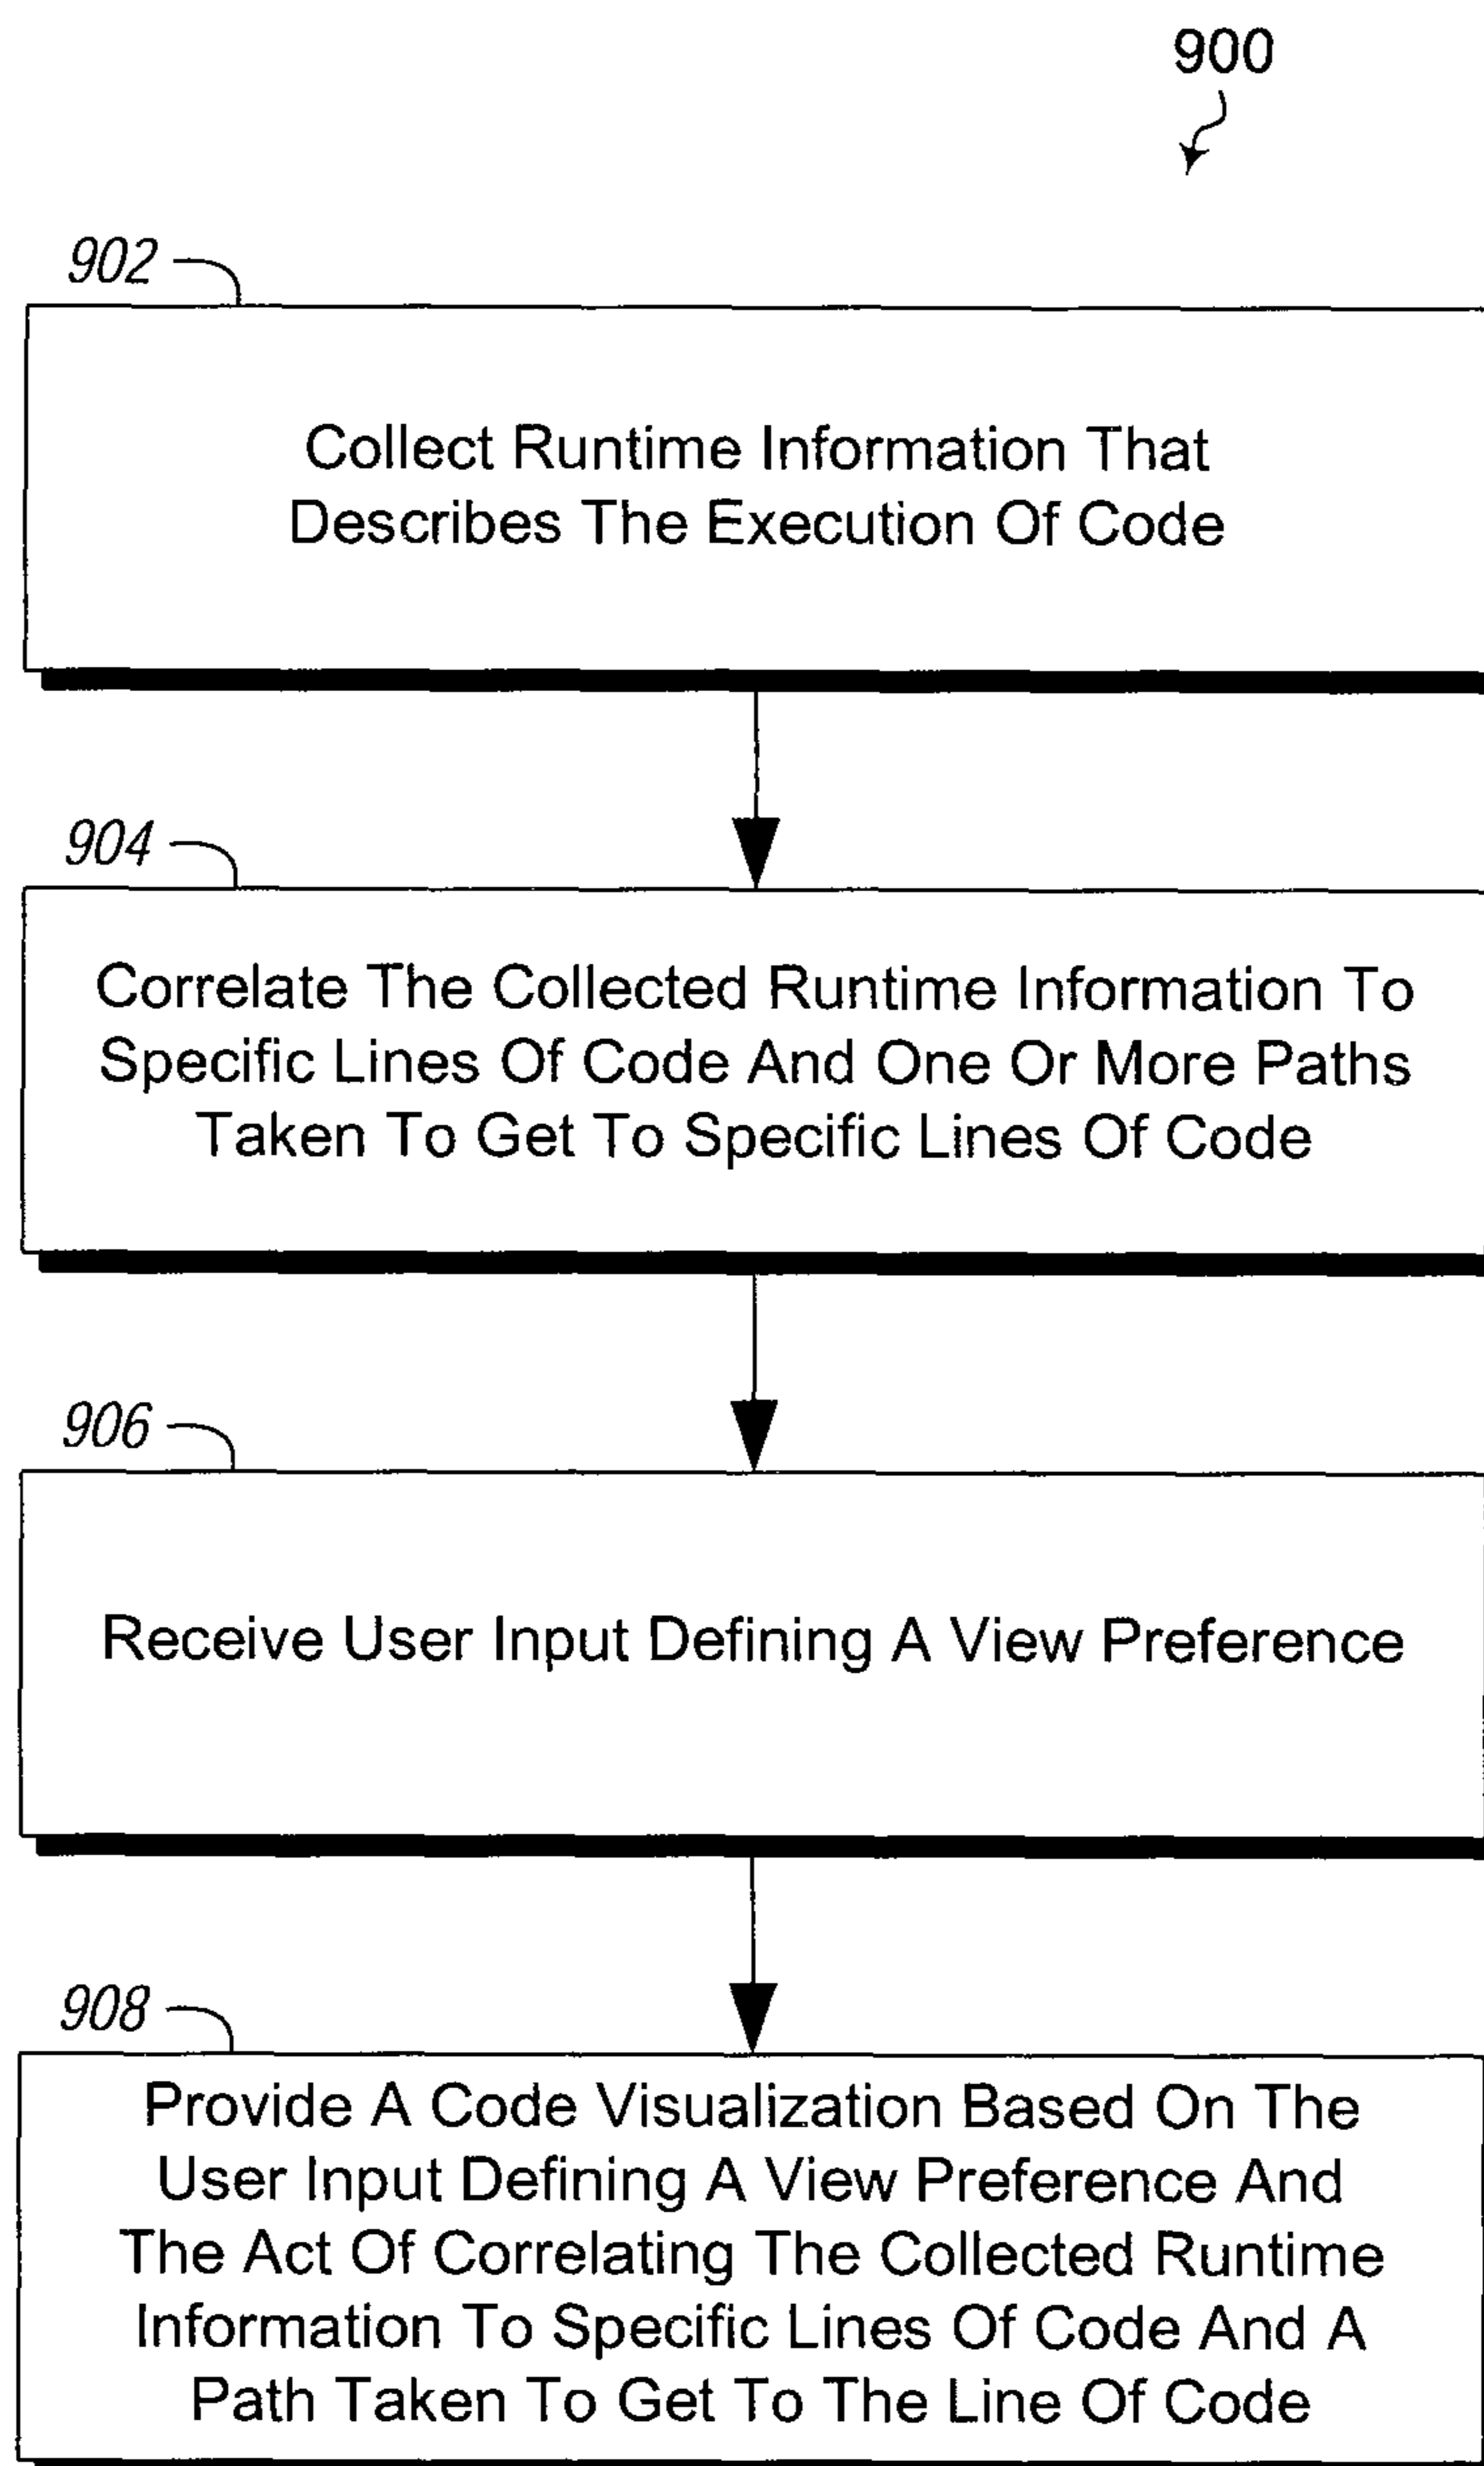 900
902
Collect Runtime Information That
Describes The Execution Of Code
904
Correlate The Collected Runtime Information To
Specific Lines Of Code And One Or More Paths
Taken To Get To Specific Lines Of Code
906
Receive User Input Defining A View Preference
908
Provide A Code Visualization Based On The
User Input Defining A View Preference And
The Act Of Correlating The Collected Runtime
Information To Specific Lines Of Code And A
Path Taken To Get To The Line Of Code